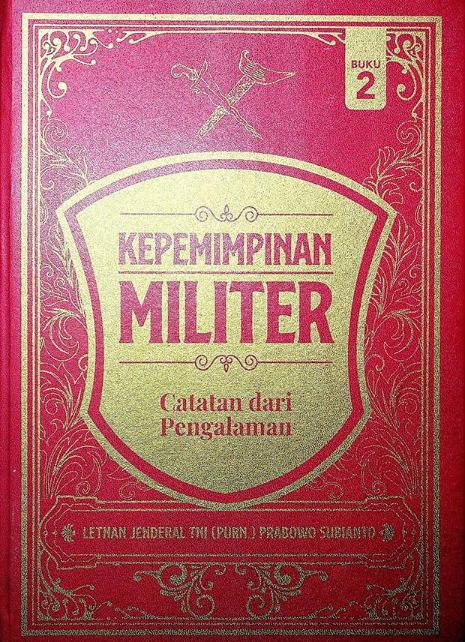 BUKU
2
KEPEMIMPINAN
MILITER
Catatan dari
Pengalaman
LETNAN JENDERAL TNI (PURN.) PRABOWO SUBIANTO